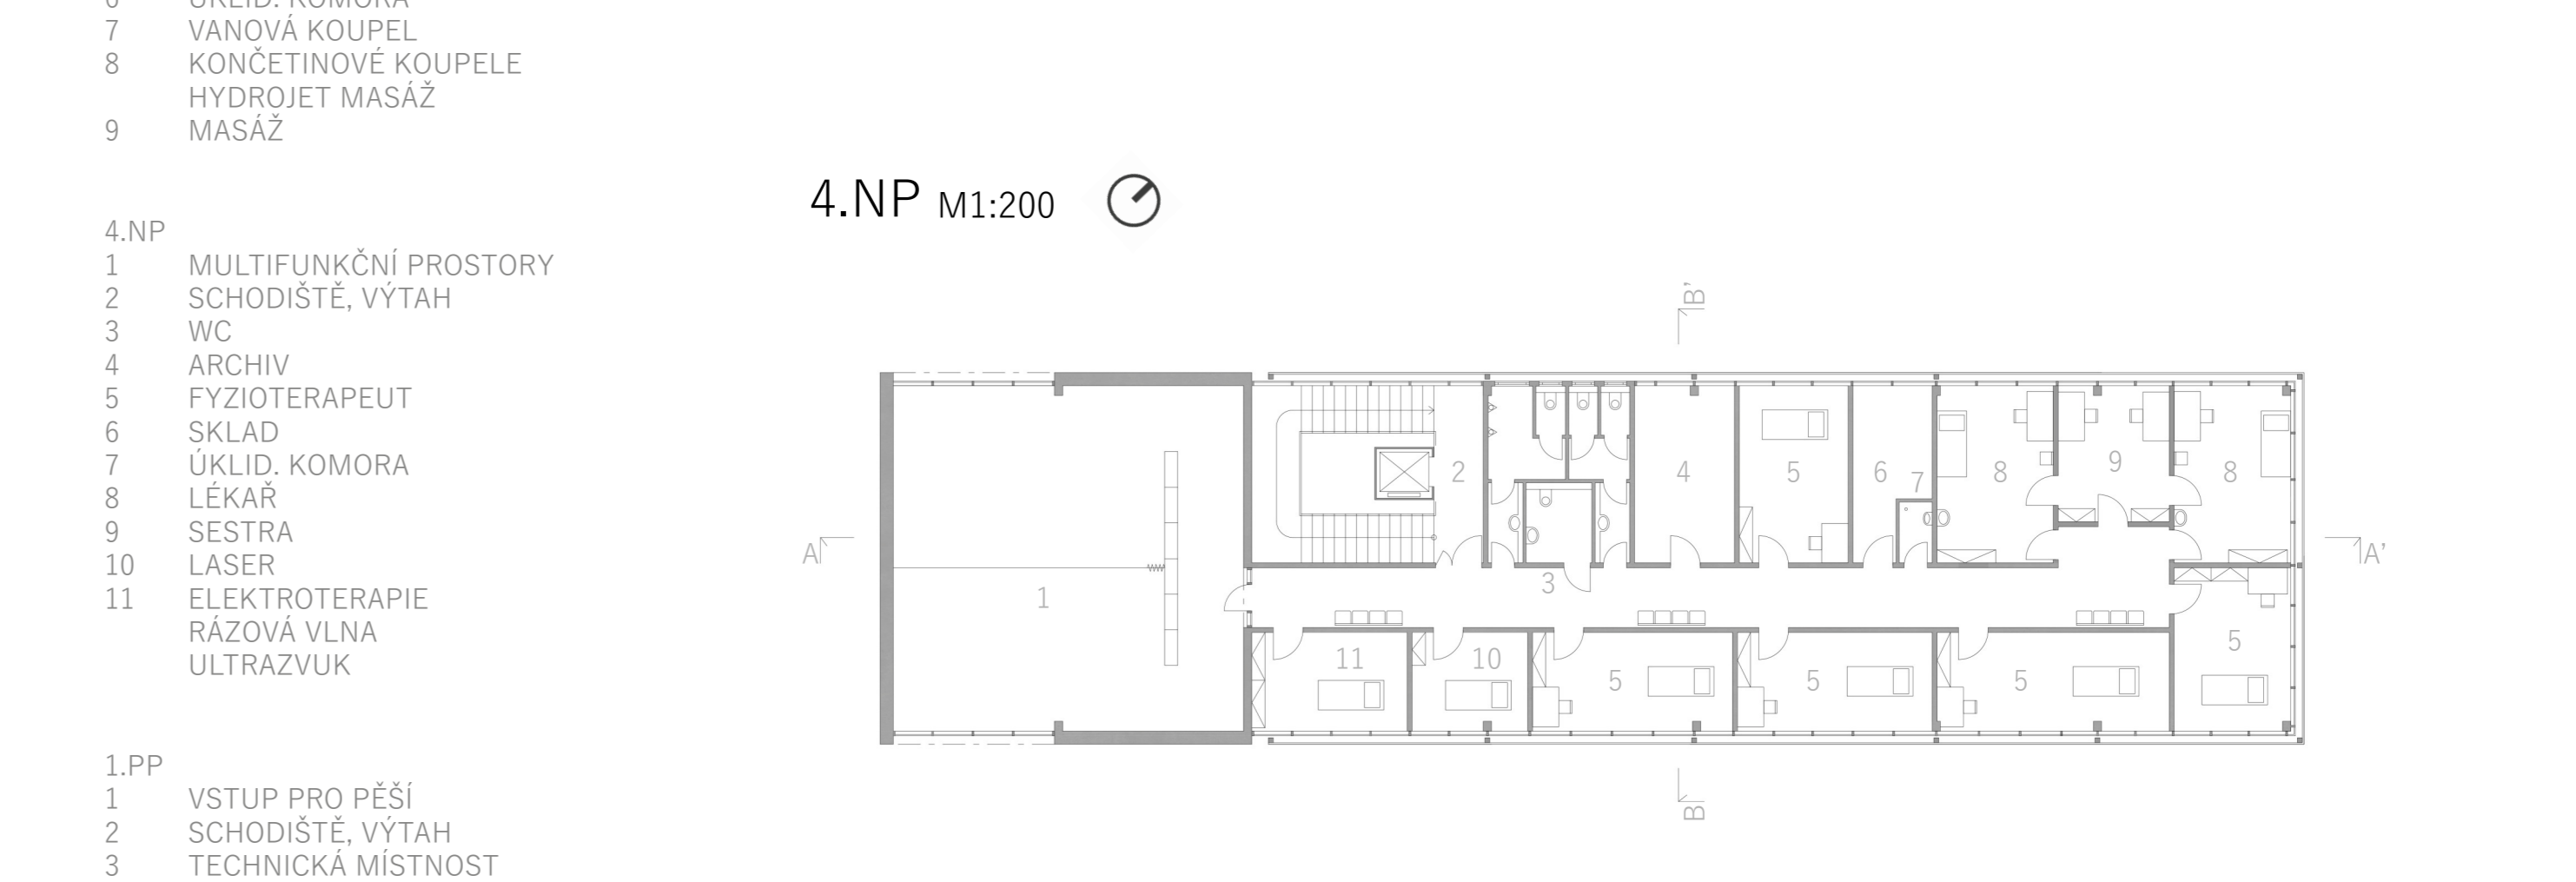 6 ÚKLID. KOMORA
7 VANOVÁ KOUPEL
8 KONČETINOVÉ KOUPELE
HYDROJET MASÁŽ
9 MASÁŽ
4.NP
1 MULTIFUNKČNÍ PROSTORY
2 SCHODIŠTĚ, VÝTAH
3 WC
4 ARCHIV
5 FYZIOTERAPEUT
6 SKLAD
7 ÚKLID. KOMORA
8 LÉKAŘ
9 SESTRA
10 LASER
11 ELEKTROTERAPIE
RÁZOVÁ VLNA
ULTRAZVUK
1.PP
1 VSTUP PRO PĚŠÍ
2 SCHODIŠTĚ, VÝTAH
3 TECHNICKÁ MÍSTNOST
4.NP M1:200
B'
2 4 5 6 7 8 9 8
A A'
1 3
11 10 5 5 5 5
B